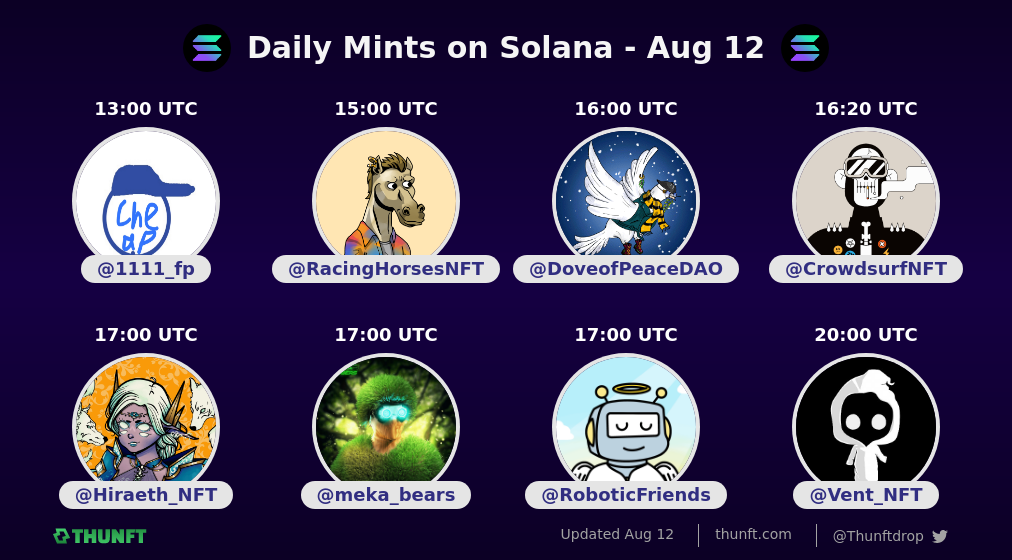 Daily Mints on Solana - Aug 12
13:00 UTC
15:00 UTC
16:00 UTC
16:20 UTC
Che
ap
@1111_fp
@RacingHorsesNFT
@DoveofPeaceDAO
@CrowdsurfNFT
17:00 UTC
17:00 UTC
17:00 UTC
20:00 UTC
@Hiraeth_NFT
@meka_bears
@RoboticFriends
@Vent_NFT
THUNFT
Updated Aug 12
thunft.com
@Thunftdrop